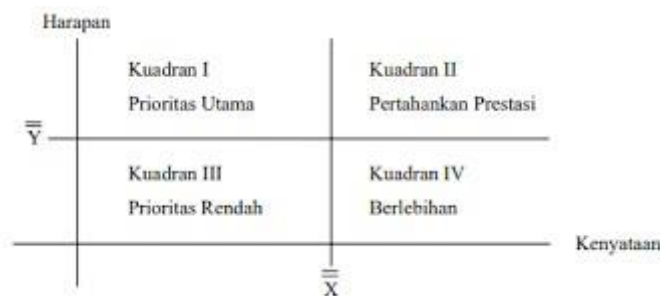 Harapan
Kuadran I
Prioritas Utama
Kuadran II
Pertahankan Prestasi
Y
Kuadran III
Prioritas Rendah
Kuadran IV
Berlebihan
Kenyataan
X